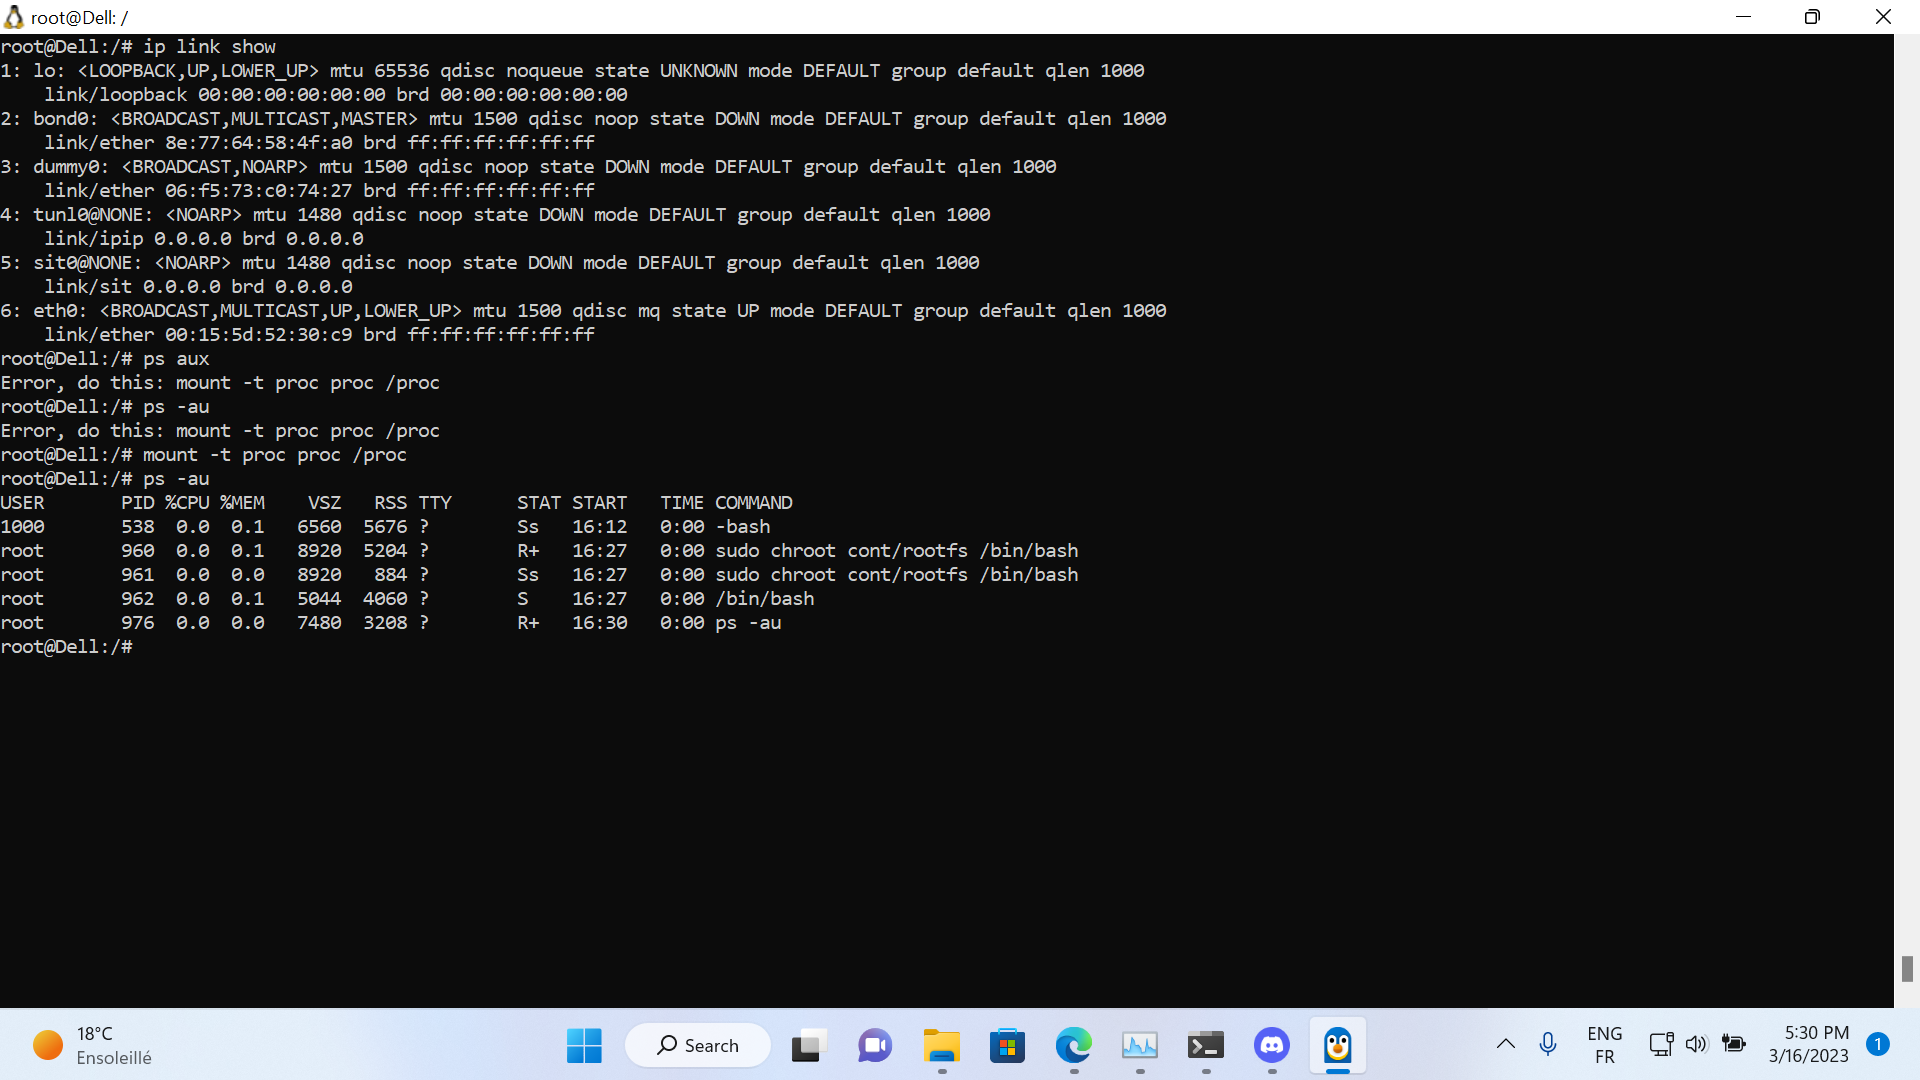 root@Dell: /
root@Dell:/# ip link show
1: lo: <LOOPBACK,UP,LOWER_UP> mtu 65536 qdisc noqueue state UNKNOWN mode DEFAULT group default qlen 1000
    link/loopback 00:00:00:00:00:00 brd 00:00:00:00:00:00
2: bond0: <BROADCAST,MULTICAST,MASTER> mtu 1500 qdisc noop state DOWN mode DEFAULT group default qlen 1000
    link/ether 8e:77:64:58:4f:a0 brd ff:ff:ff:ff:ff:ff
3: dummy0: <BROADCAST,NOARP> mtu 1500 qdisc noop state DOWN mode DEFAULT group default qlen 1000
    link/ether 06:f5:73:c0:74:27 brd ff:ff:ff:ff:ff:ff
4: tunl0@NONE: <NOARP> mtu 1480 qdisc noop state DOWN mode DEFAULT group default qlen 1000
    link/ipip 0.0.0.0 brd 0.0.0.0
5: sit0@NONE: <NOARP> mtu 1480 qdisc noop state DOWN mode DEFAULT group default qlen 1000
    link/sit 0.0.0.0 brd 0.0.0.0
6: eth0: <BROADCAST,MULTICAST,UP,LOWER_UP> mtu 1500 qdisc mq state UP mode DEFAULT group default qlen 1000
    link/ether 00:15:5d:52:30:c9 brd ff:ff:ff:ff:ff:ff
root@Dell:/# ps aux
Error, do this: mount -t proc proc /proc
root@Dell:/# ps -au
Error, do this: mount -t proc proc /proc
root@Dell:/# mount -t proc proc /proc
root@Dell:/# ps -au
USER       PID %CPU %MEM    VSZ   RSS TTY      STAT START   TIME COMMAND
1000       538  0.0  0.1   6560  5676 ?        Ss   16:12   0:00 -bash
root       960  0.0  0.1   8920  5204 ?        R+   16:27   0:00 sudo chroot cont/rootfs /bin/bash
root       961  0.0  0.0   8920   884 ?        Ss   16:27   0:00 sudo chroot cont/rootfs /bin/bash
root       962  0.0  0.1   5044  4060 ?        S    16:27   0:00 /bin/bash
root       976  0.0  0.0   7480  3208 ?        R+   16:30   0:00 ps -au
root@Dell:/#
18°C
Ensoleillé
Search
ENG
FR
5:30 PM
3/16/2023
1